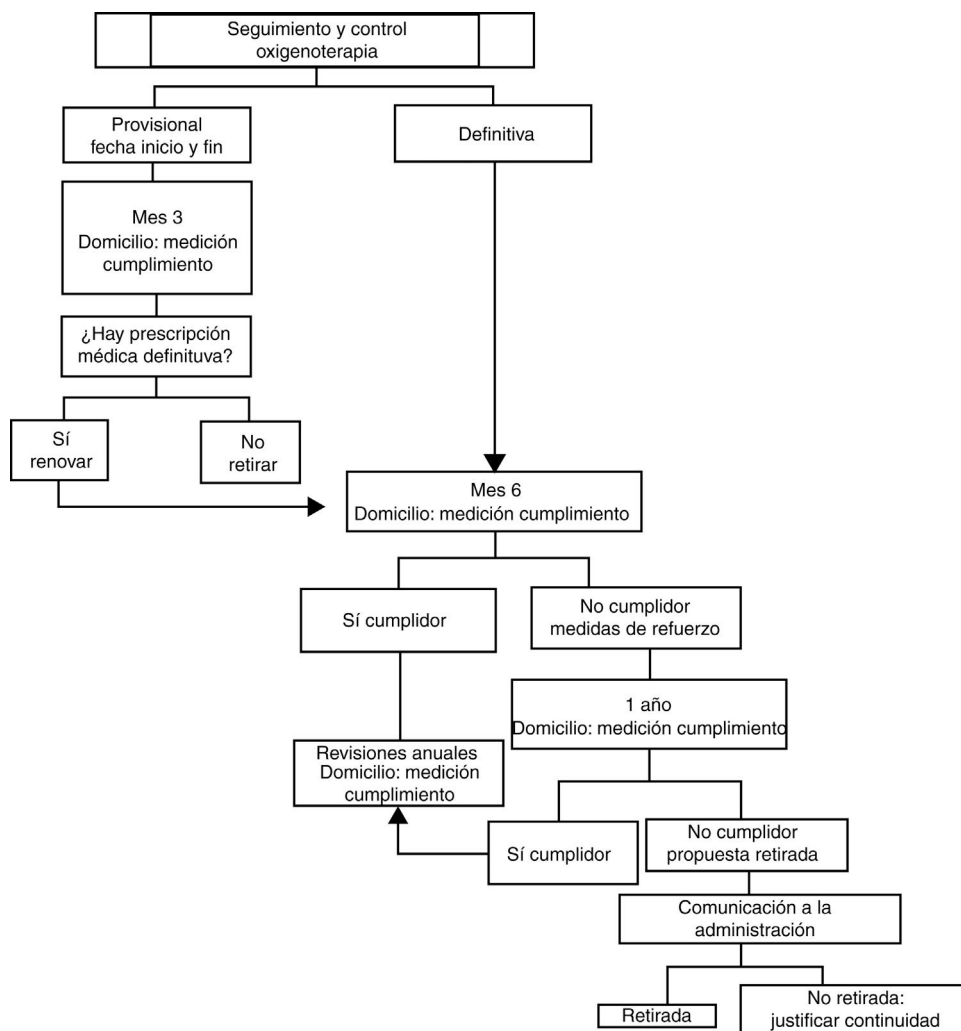 Seguimiento y control
oxigenoterapia
Provisional
fecha inicio y fin
Definitiva
Mes 3
Domicilio: medición
cumplimiento
¿Hay prescripción
médica definituva?
Sí
renovar
No
retirar
Mes 6
Domicilio: medición cumplimiento
Sí cumplidor
No cumplidor
medidas de refuerzo
1 año
Domicilio: medición cumplimiento
Revisiones anuales
Domicilio: medición
cumplimiento
Sí cumplidor
No cumplidor
propuesta retirada
Comunicación a la
administración
Retirada
No retirada:
justificar continuidad